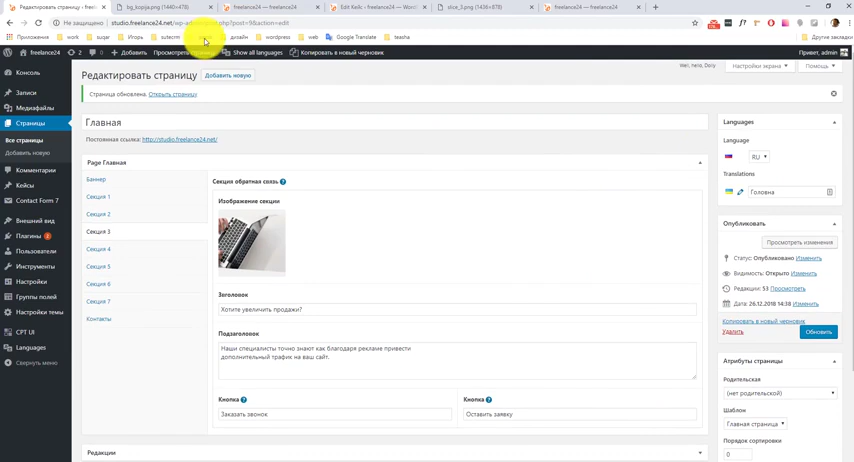 Редактировать страницу ‹ fr
bg_kopija.png (1440×478)
freelance24 —
Edit Кейс ‹ freelance24 — Word
slice_3.png (1436×828)
freelance24 —
Не защищено
studio.freelance24.net/wp-admin/post.php?post=9&action=edit
Приложения work sugar Игорь sutecrm дизайн wordpress web Google Translate teasha Другие закладки
freelance24 2 0 Добавить Просмотреть страницу Show all languages Копировать в новый черновик Привет, admin
Консоль
Записи
Медиафайлы
Страницы
Все страницы
Добавить новую
Комментарии
Кейсы
Contact Form 7
Внешний вид
Плагины 2
Пользователи
Инструменты
Настройки
Группы полей
Настройки темы
CPT UI
Languages
Свернуть меню
Well, hello, Dolly
Настройки экрана
Помощь
Редактировать страницу
Добавить новую
Страница обновлена. Открыть страницу
Главная
Постоянная ссылка: http://studio.freelance24.net/
Page Главная
Баннер
Секция 1
Секция 2
Секция 3
Секция 4
Секция 5
Секция 6
Секция 7
Контакты
Секция обратная связь
Изображение секции
Зголовок
Хотите увеличить продажи?
Подзаголовок
Наши специалисты точно знают как благодаря рекламе привести
дополнительный трафик на ваш сайт.
Кнопка
Заказать звонок
Кнопка
Оставить заявку
Редакции
Languages
Language
RU
Translations
Головна
Опубликовать
Просмотреть изменения
Статус: Опубликовано Изменить
Видимость: Открыто Изменить
Редакции: 53 Просмотреть
Дата: 26.12.2018 14:38 Изменить
Копировать в новый черновик
Удалить
Обновить
Атрибуты страницы
Родительская
(нет родительской)
Шаблон
Главная страница
Порядок сортировки
0